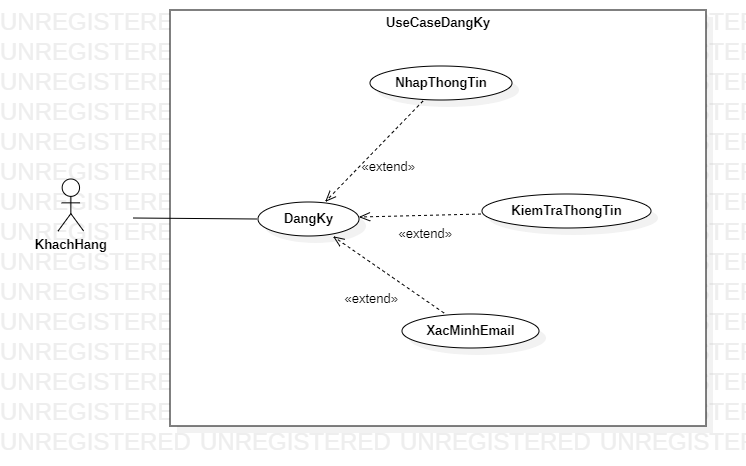 UseCaseDangKy
NhapThongTin
«extend»
DangKy
KiemTraThongTin
«extend»
KhachHang
«extend»
XacMinhEmail
UNREGISTERED UNREGISTERED UNREGISTERED UNREGISTERED